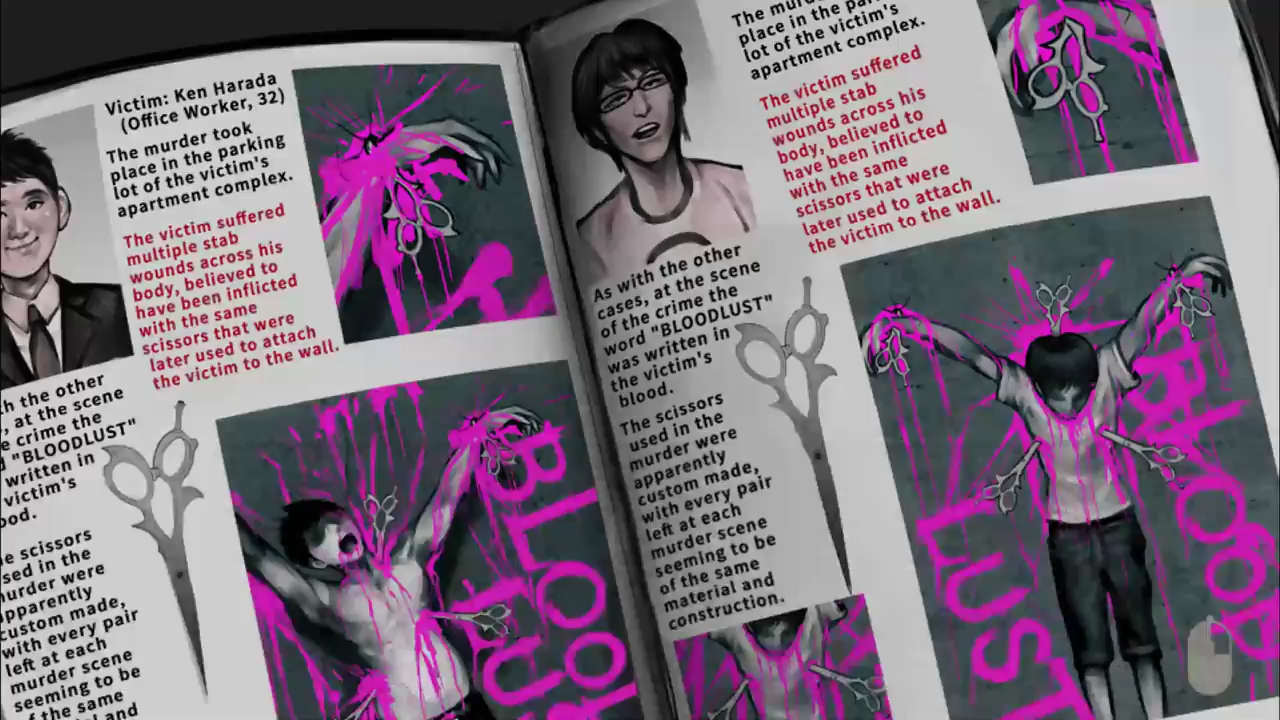 Victim: Ken Harada
(Office Worker, 32)
The murder took
place in the parking
lot of the victim's
apartment complex.
The victim suffered
multiple stab
wounds across his
body, believed to
have been inflicted
with the same
scissors that were
later used to attach
the victim to the wall.
the other
, at the scene
crime the
"BLOODLUST"
written in
victim's
scissors
in the
murder were
apparently
custom made,
with every pair
left at each
murder scene
seeming to be
of the same
and
BLOOD
LUST
The murder
place in the
lot of the victim's
apartment complex.
The victim suffered
multiple stab
wounds across his
body, believed to
have been inflicted
with the same
scissors that were
later used to attach
the victim to the wall.
As with the other
cases, at the scene
of the crime the
word "BLOODLUST"
was written in
the victim's
blood.
The scissors
used in the
murder were
apparently
custom made,
with every pair
left at each
murder scene
seeming to be
of the same
material and
construction.
BLOOD
LUST